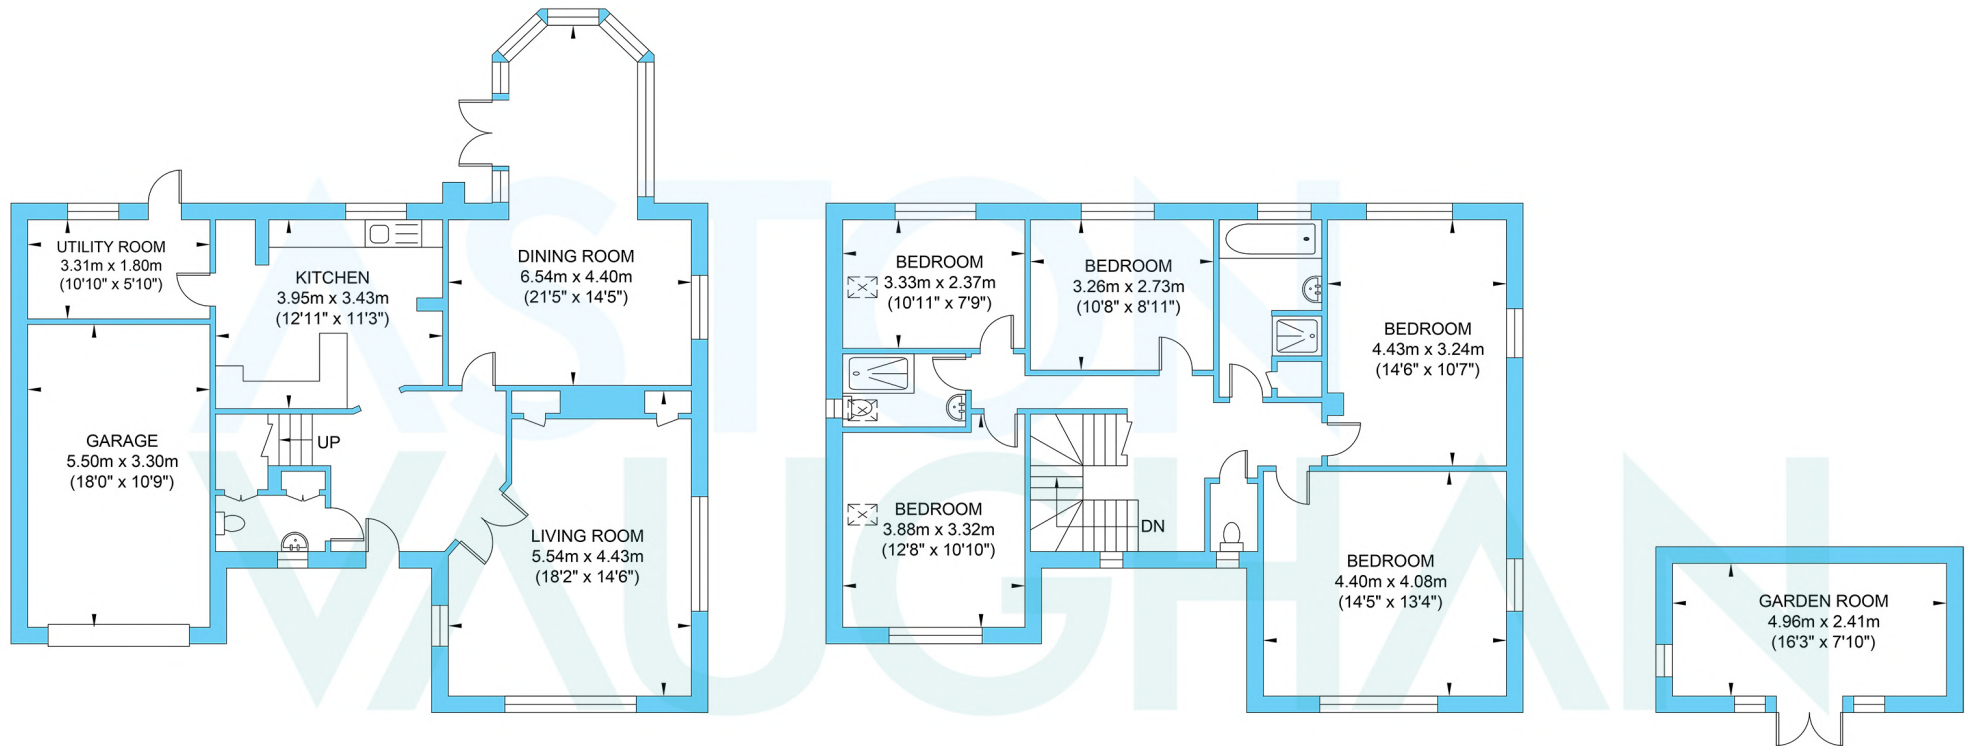 UTILITY ROOM
3.31m x 1.80m
(10'10" x 5'10")
KITCHEN
3.95m x 3.43m
(12'11" x 11'3")
DINING ROOM
6.54m x 4.40m
(21'5" x 14'5")
GARAGE
5.50m x 3.30m
(18'0" x 10'9")
UP
LIVING ROOM
5.54m x 4.43m
(18'2" x 14'6")
BEDROOM
3.33m x 2.37m
(10'11" x 7'9")
BEDROOM
3.26m x 2.73m
(10'8" x 8'11")
BEDROOM
4.43m x 3.24m
(14'6" x 10'7")
BEDROOM
3.88m x 3.32m
(12'8" x 10'10")
DN
BEDROOM
4.40m x 4.08m
(14'5" x 13'4")
GARDEN ROOM
4.96m x 2.41m
(16'3" x 7'10")
ASTON
VAUGHAN